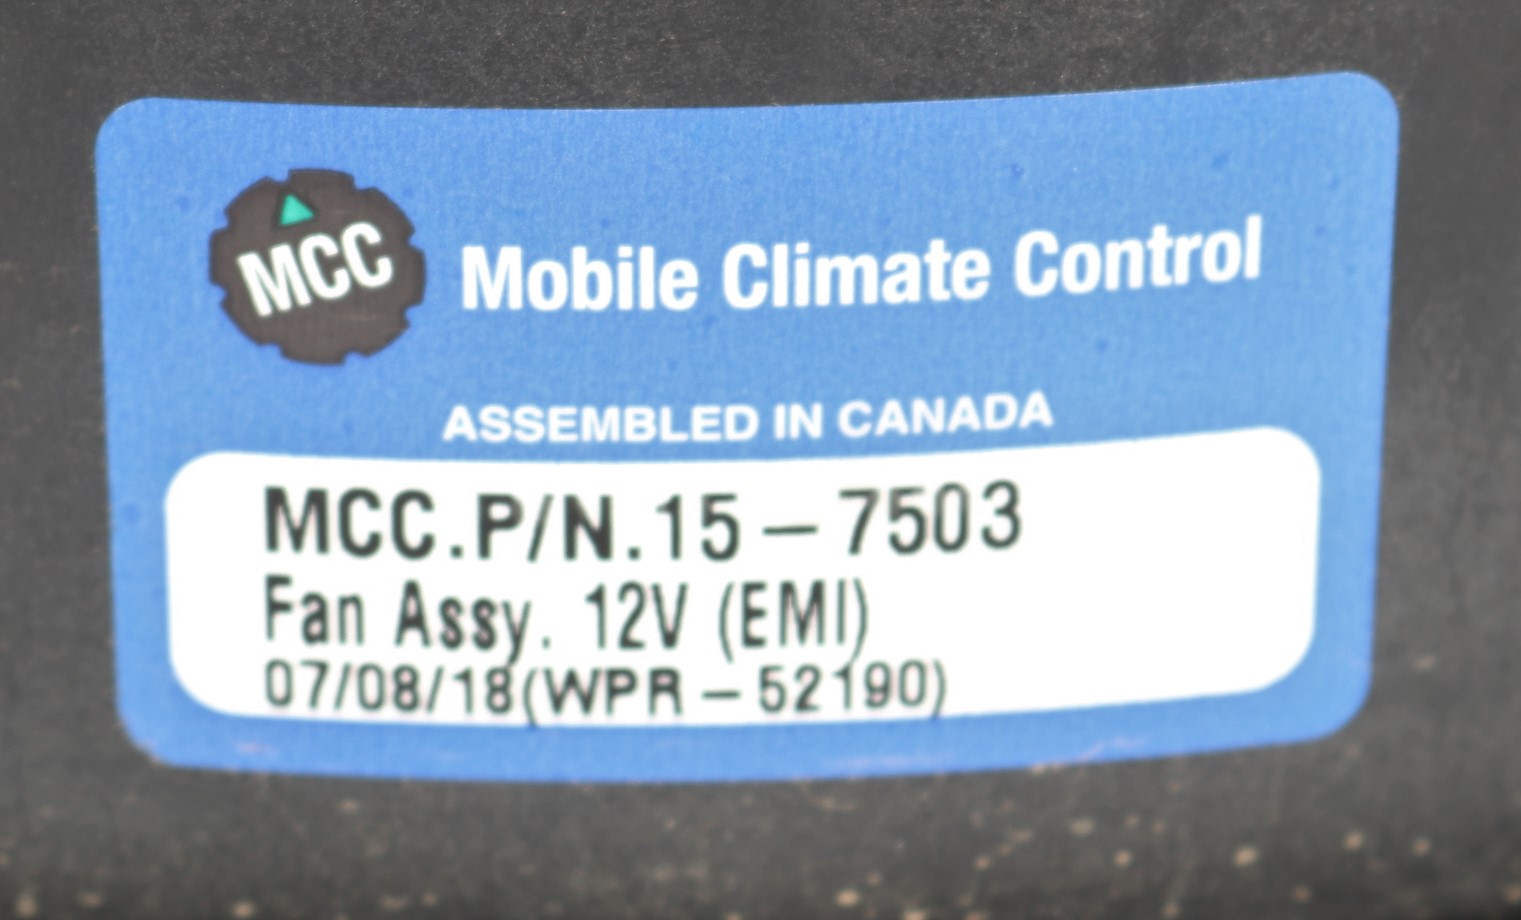 MCC
Mobile Climate Control
ASSEMBLED IN CANADA
MCC.P/N.15-7503
Fan Assy. 12V (EMI)
07/08/18(WPR-52190)